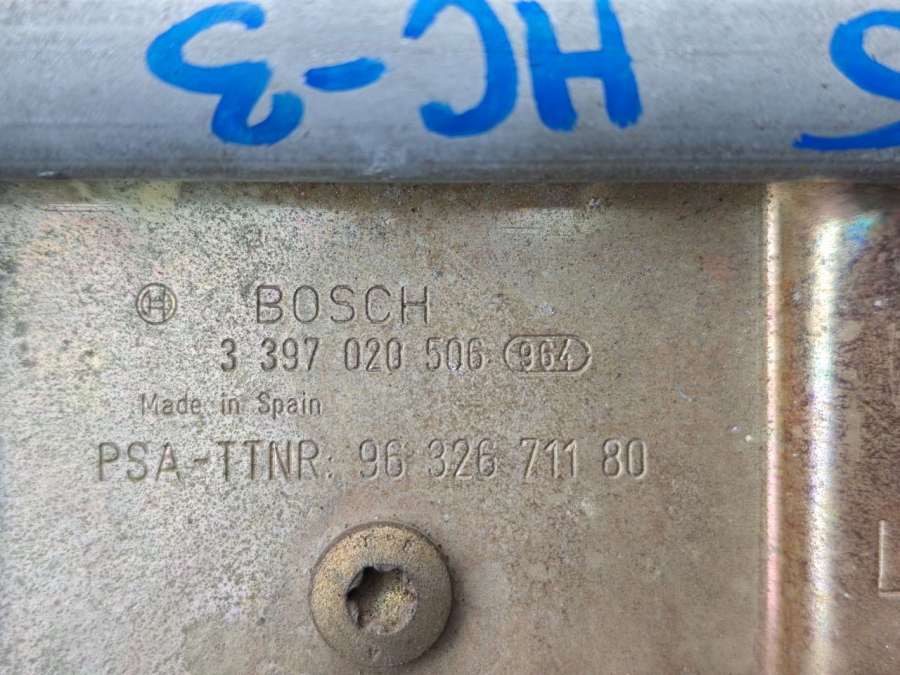 HC-3
BOSCH
3 397 020 506 964
Made in Spain
PSA-TTNR: 96 326 711 80